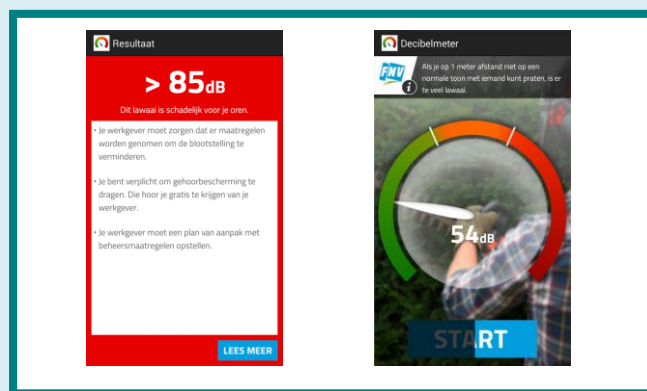 Resultaat
> 85dB
Dit lawaai is schadelijk voor je oren.
• Je werkgever moet zorgen dat er maatregelen
worden genomen om de blootstelling te
verminderen.
• Je bent verplicht om gehoorbescherming te
dragen. Die hoor je gratis te krijgen van je
werkgever.
• Je werkgever moet een plan van aanpak met
beheersmaatregelen opstellen.
LEES MEER
Decibelmeter
FNV
i
Als je op 1 meter afstand niet op een
normale toon met iemand kunt praten, is er
te veel lawaai.
54dB
START